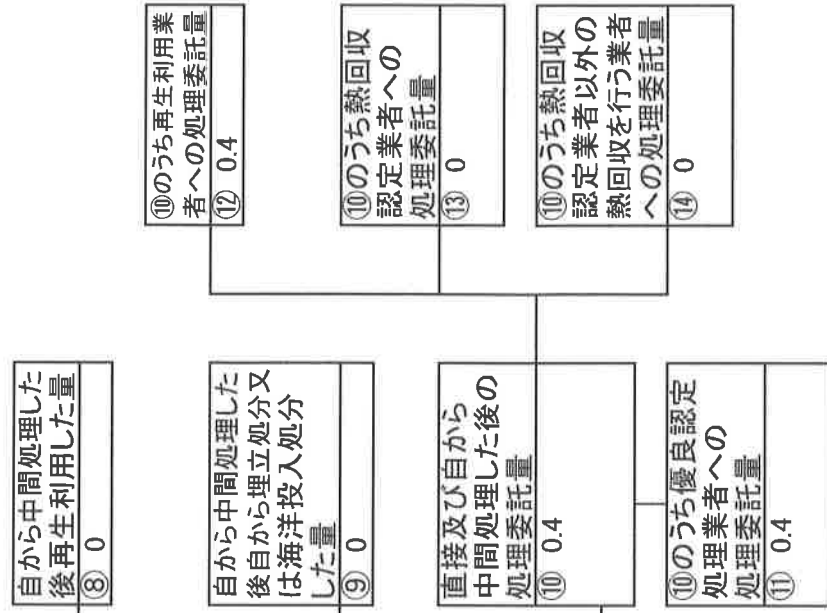 自から中間処理した
後再生利用した量
⑧ 0
自から中間処理した
後自から埋立処分又
は海洋投入処分
した量
⑨ 0
直接及び自から
中間処理した後の
処理委託量
⑩ 0.4
⑩のうち優良認定
処理業者への
処理委託量
⑪ 0.4
⑩のうち再生利用業
者への処理委託量
⑫ 0.4
⑩のうち熱回収
認定業者への
処理委託量
⑬ 0
⑩のうち熱回収
認定業者以外の
熱回収を行う業者
への処理委託量
⑭ 0